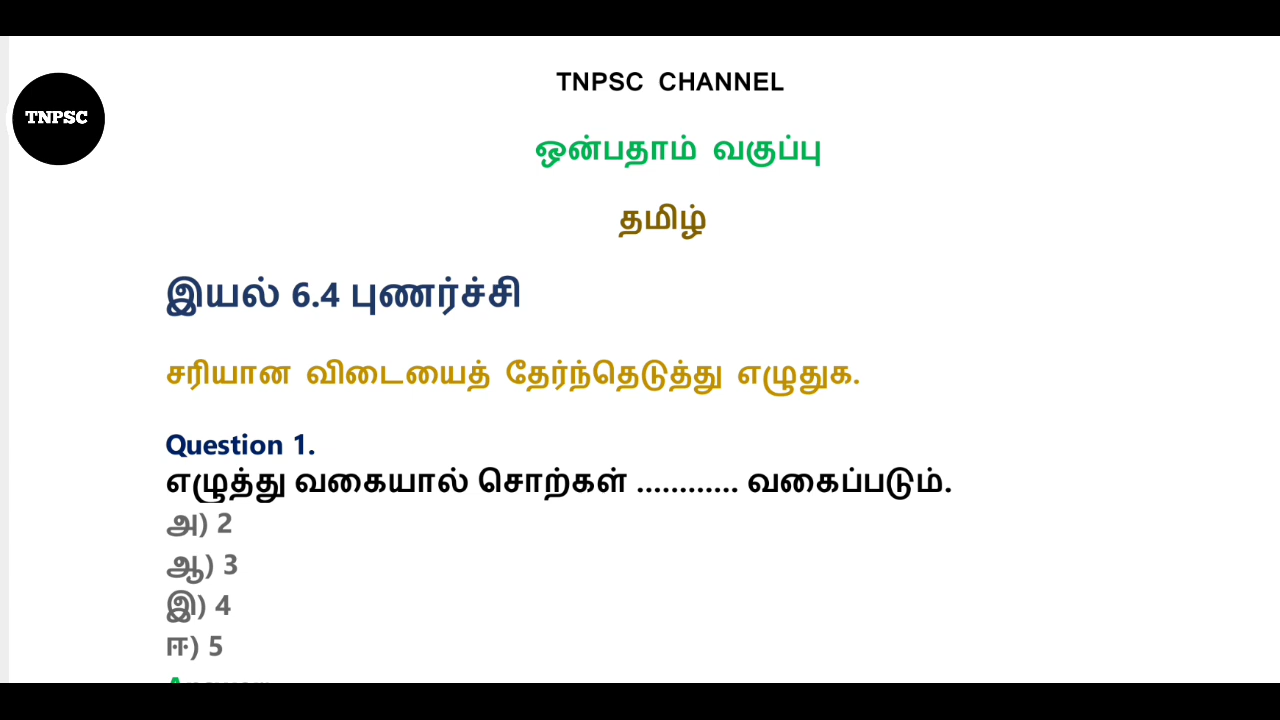 TNPSC CHANNEL
TNPSC
ஒன்பதாம் வகுப்பு
தமிழ்
இயல் 6.4 புணர்ச்சி
சரியான விடையைத் தேர்ந்தெடுத்து எழுதுக.
Question 1.
எழுத்து வகையால் சொற்கள் ............ வகைப்படும்.
அ) 2
ஆ) 3
இ) 4
ஈ) 5